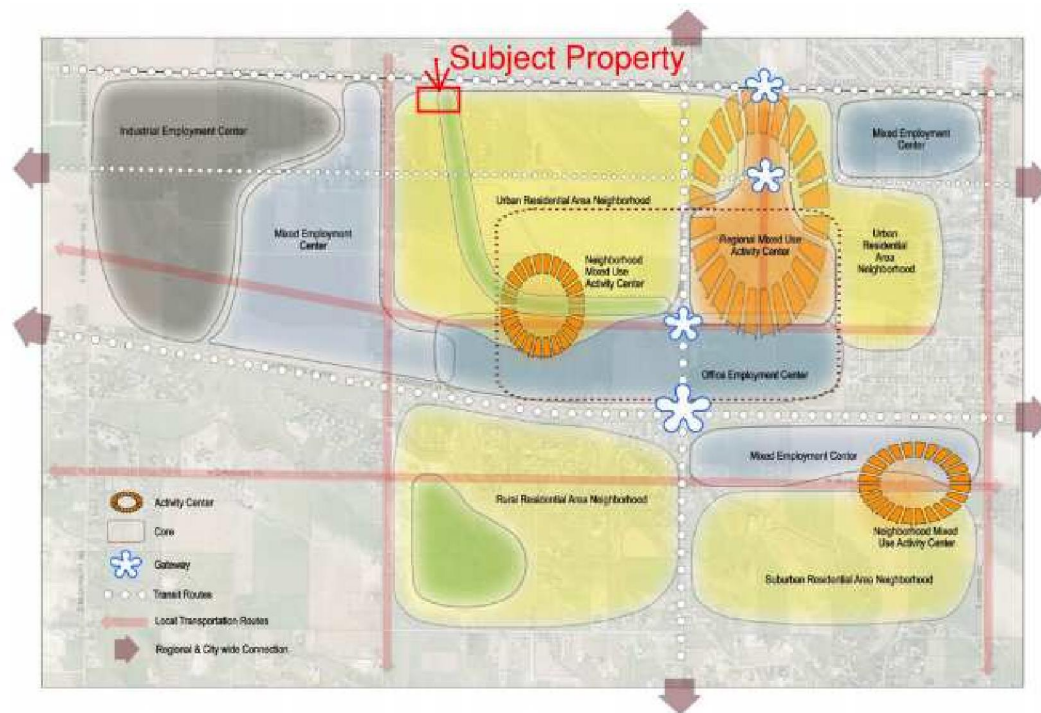 Subject Property
Industrial Employment Center
Mixed Employment
Center
Mixed Employment
Center
Urban Residential Area Neighborhood
Regional Mixed Use
Activity Center
Urban
Residential
Area
Neighborhood
Neighborhood
Mixed Use
Activity Center
Office Employment Center
Mixed Employment Center
Rural Residential Area Neighborhood
Neighborhood Mixed
Use Activity Center
Suburban Residential Area Neighborhood
Activity Center
Core
Gateway
Transit Routes
Local Transportation Routes
Regional & City-wide Connection